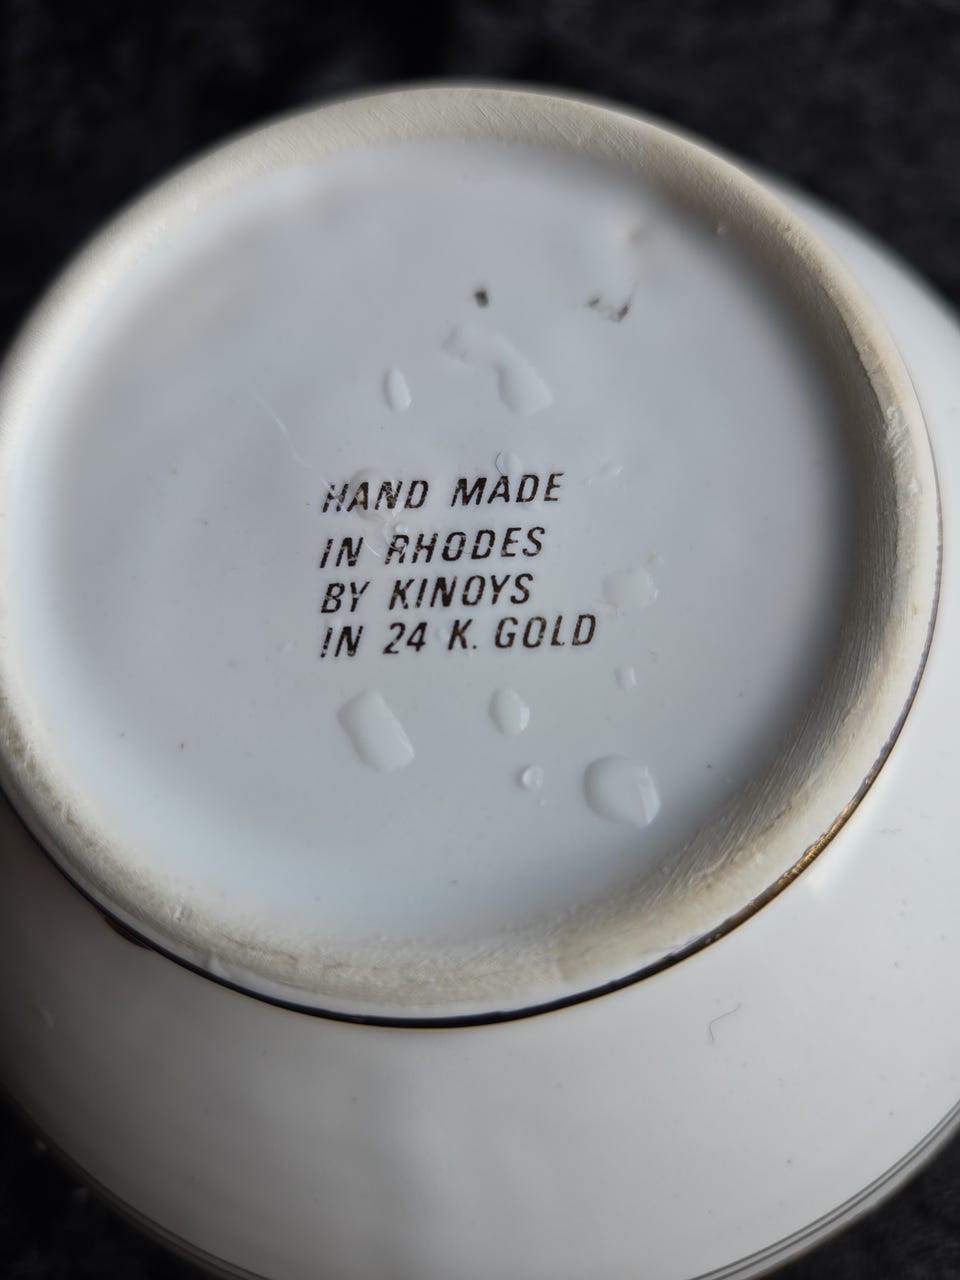 HAND MADE
IN RHODES
BY KINOYS
IN 24 K. GOLD